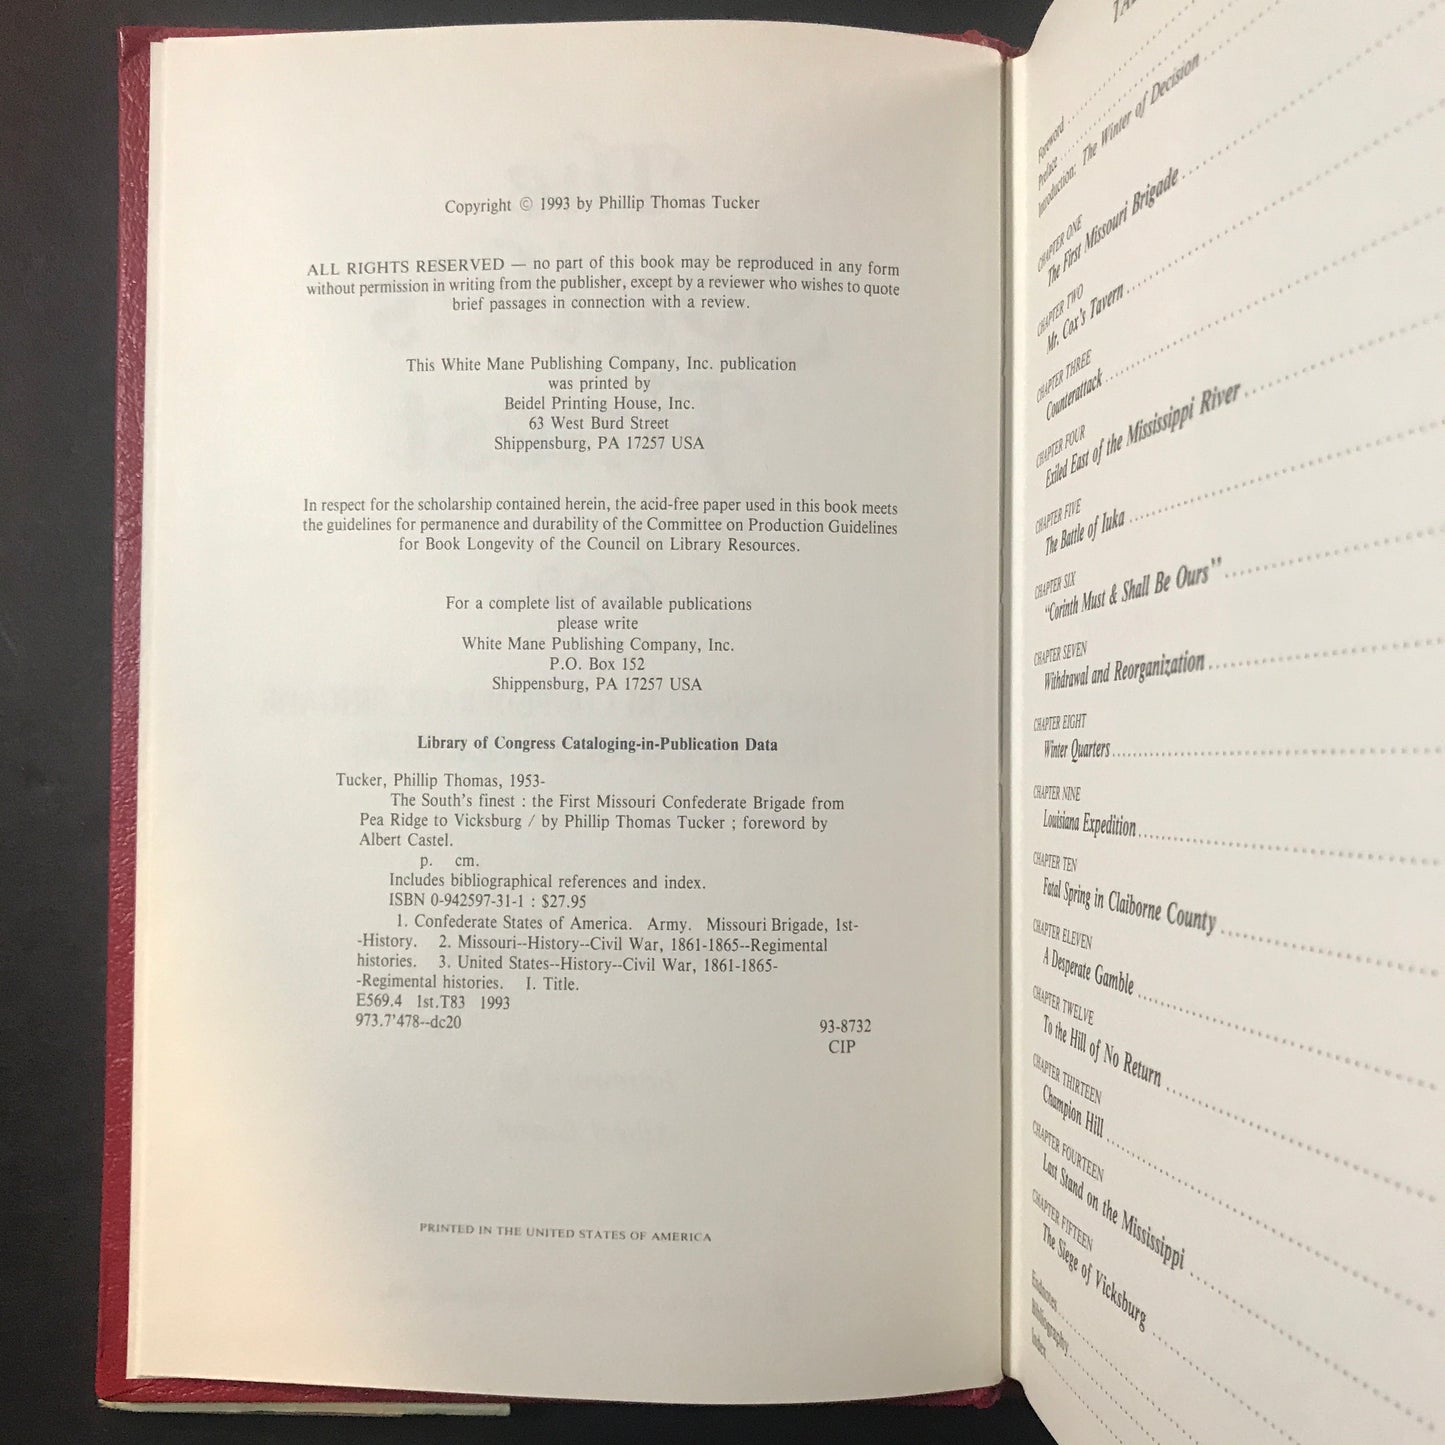 Copyright © 1993 by Phillip Thomas Tucker
ALL RIGHTS RESERVED — no part of this book may be reproduced in any form
without permission in writing from the publisher, except by a reviewer who wishes to quote
brief passages in connection with a review.
This White Mane Publishing Company, Inc. publication
was printed by
Beidel Printing House, Inc.
63 West Burd Street
Shippensburg, PA 17257 USA
In respect for the scholarship contained herein, the acid-free paper used in this book meets
the guidelines for permanence and durability of the Committee on Production Guidelines
for Book Longevity of the Council on Library Resources.
For a complete list of available publications
please write
White Mane Publishing Company, Inc.
P.O. Box 152
Shippensburg, PA 17257 USA
Library of Congress Cataloging-in-Publication Data
Tucker, Phillip Thomas, 1953-
The South's finest : the First Missouri Confederate Brigade from
Pea Ridge to Vicksburg / by Phillip Thomas Tucker ; foreword by
Albert Castel.
p. cm.
Includes bibliographical references and index.
ISBN 0-942597-31-1 : $27.95
1. Confederate States of America. Army. Missouri Brigade, 1st-
-History. 2. Missouri--History--Civil War, 1861-1865--Regimental
histories. 3. United States--History--Civil War, 1861-1865-
-Regimental histories. I. Title.
E569.4 1st.T83 1993
973.7'478--dc20
93-8732
CIP
PRINTED IN THE UNITED STATES OF AMERICA
Foreword
Preface
Introduction: The Winter of Decision
CHAPTER ONE
The First Missouri Brigade
CHAPTER TWO
Mr. Cox's Tavern
CHAPTER THREE
Counterattack
CHAPTER FOUR
Exiled East of the Mississippi River
CHAPTER FIVE
The Battle of Iuka
CHAPTER SIX
"Corinth Must & Shall Be Ours"
CHAPTER SEVEN
Withdrawal and Reorganization
CHAPTER EIGHT
Winter Quarters
CHAPTER NINE
Louisiana Expedition
CHAPTER TEN
Fatal Spring in Claiborne County
CHAPTER ELEVEN
A Desperate Gamble
CHAPTER TWELVE
To the Hill of No Return
CHAPTER THIRTEEN
Champion Hill
CHAPTER FOURTEEN
Last Stand on the Mississippi
CHAPTER FIFTEEN
The Siege of Vicksburg
Endnotes
Bibliography
Index